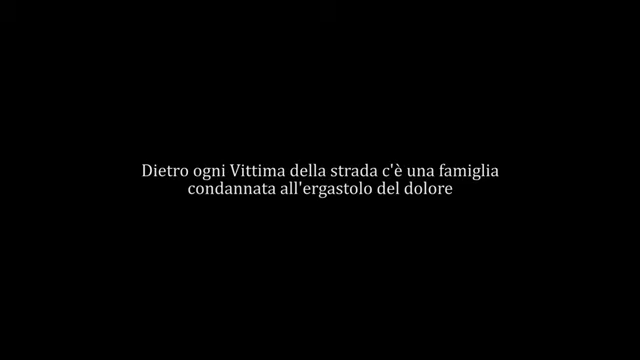 Dietro ogni Vittima della strada c'è una famiglia
condannata all'ergastolo del dolore